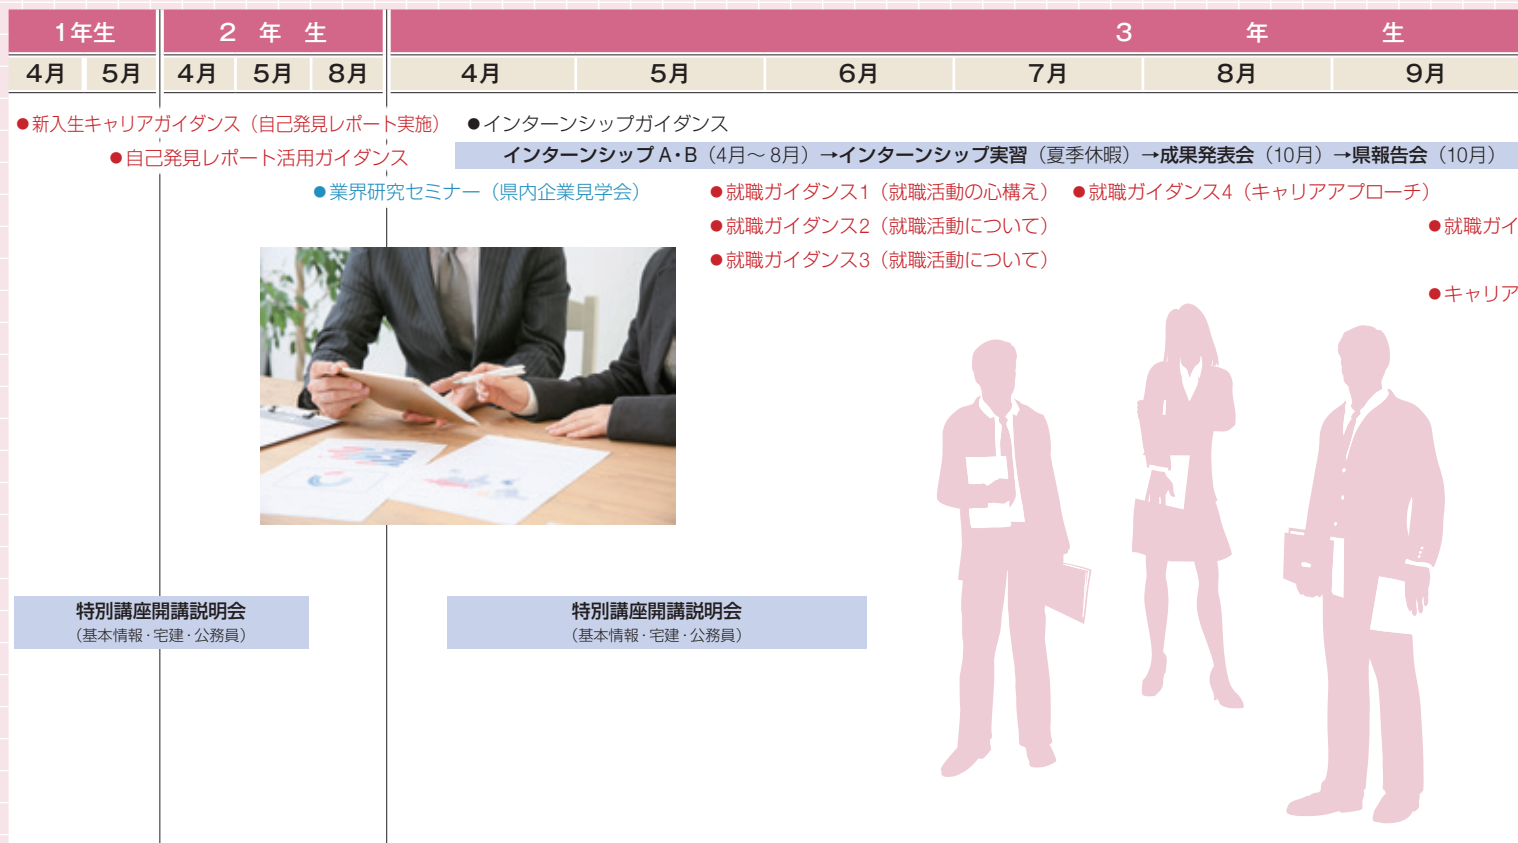 1年生
2 年 生
3 年 生
4月 5月 4月 5月 8月 4月 5月 6月 7月 8月 9月
●新入生キャリアガイダンス（自己発見レポート実施） ●インターンシップガイダンス
●自己発見レポート活用ガイダンス
インターンシップ A・B（4月～8月）→インターンシップ実習（夏季休暇）→成果発表会（10月）→県報告会（10月）
●業界研究セミナー（県内企業見学会） ●就職ガイダンス1（就職活動の心構え） ●就職ガイダンス4（キャリアアプローチ）
●就職ガイダンス2（就職活動について） ●就職ガイ
●就職ガイダンス3（就職活動について）
●キャリア
特別講座開講説明会
（基本情報・宅建・公務員）
特別講座開講説明会
（基本情報・宅建・公務員）